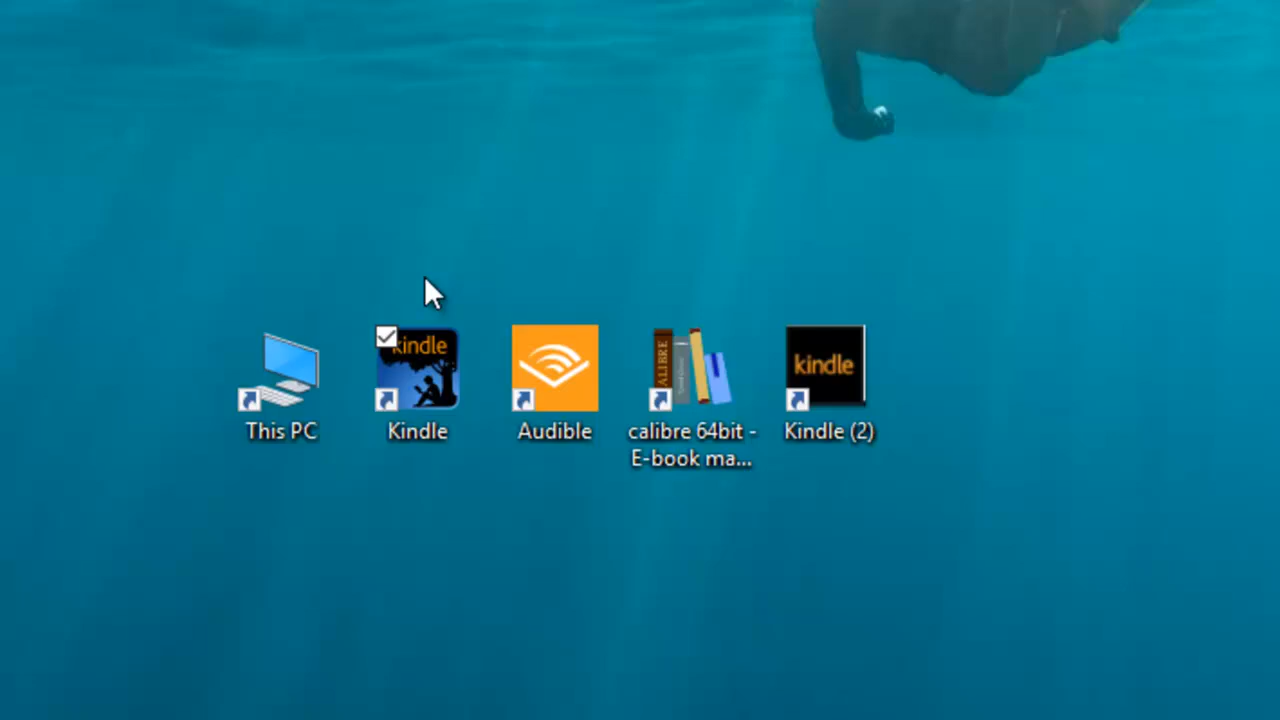 kindle
ALIBRE
kindle
This PC
Kindle
Audible
calibre 64bit -
E-book ma...
Kindle (2)